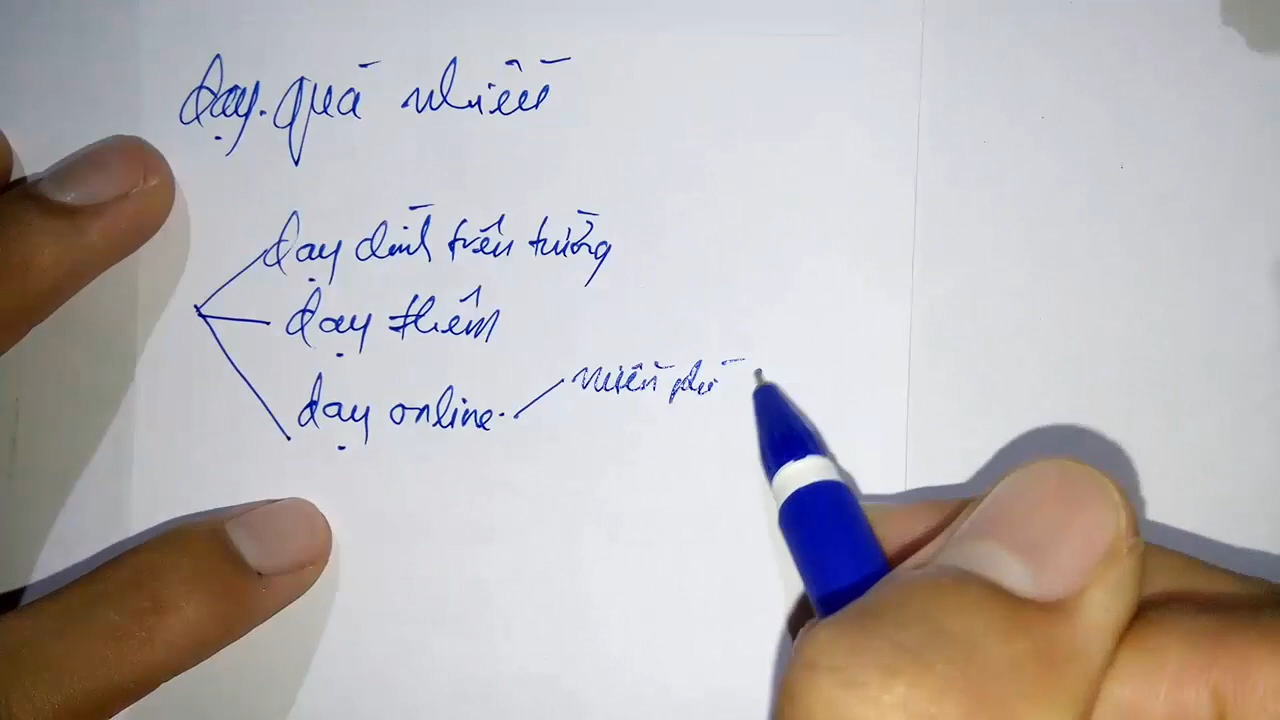 dạy quá nhiều
dạy chính trên trường
dạy thêm
dạy online
miễn phí